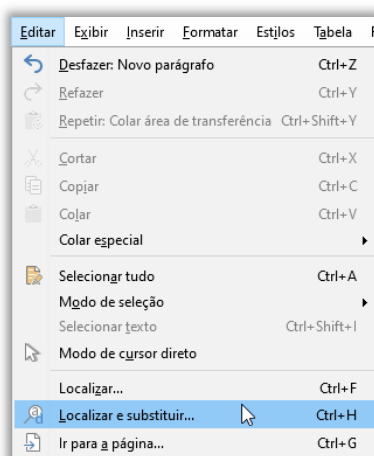 Editar Exibir Inserir Formatar Estilos Tabela
Desfazer: Novo parágrafo Ctrl+Z
Refazer Ctrl+Y
Repetir: Colar área de transferência Ctrl+Shift+Y
Cortar Ctrl+X
Copiar Ctrl+C
Colar Ctrl+V
Colar especial
Selecionar tudo Ctrl+A
Modo de seleção
Selecionar texto Ctrl+Shift+I
Modo de cursor direto
Localizar... Ctrl+F
Localizar e substituir... Ctrl+H
Ir para a página... Ctrl+G